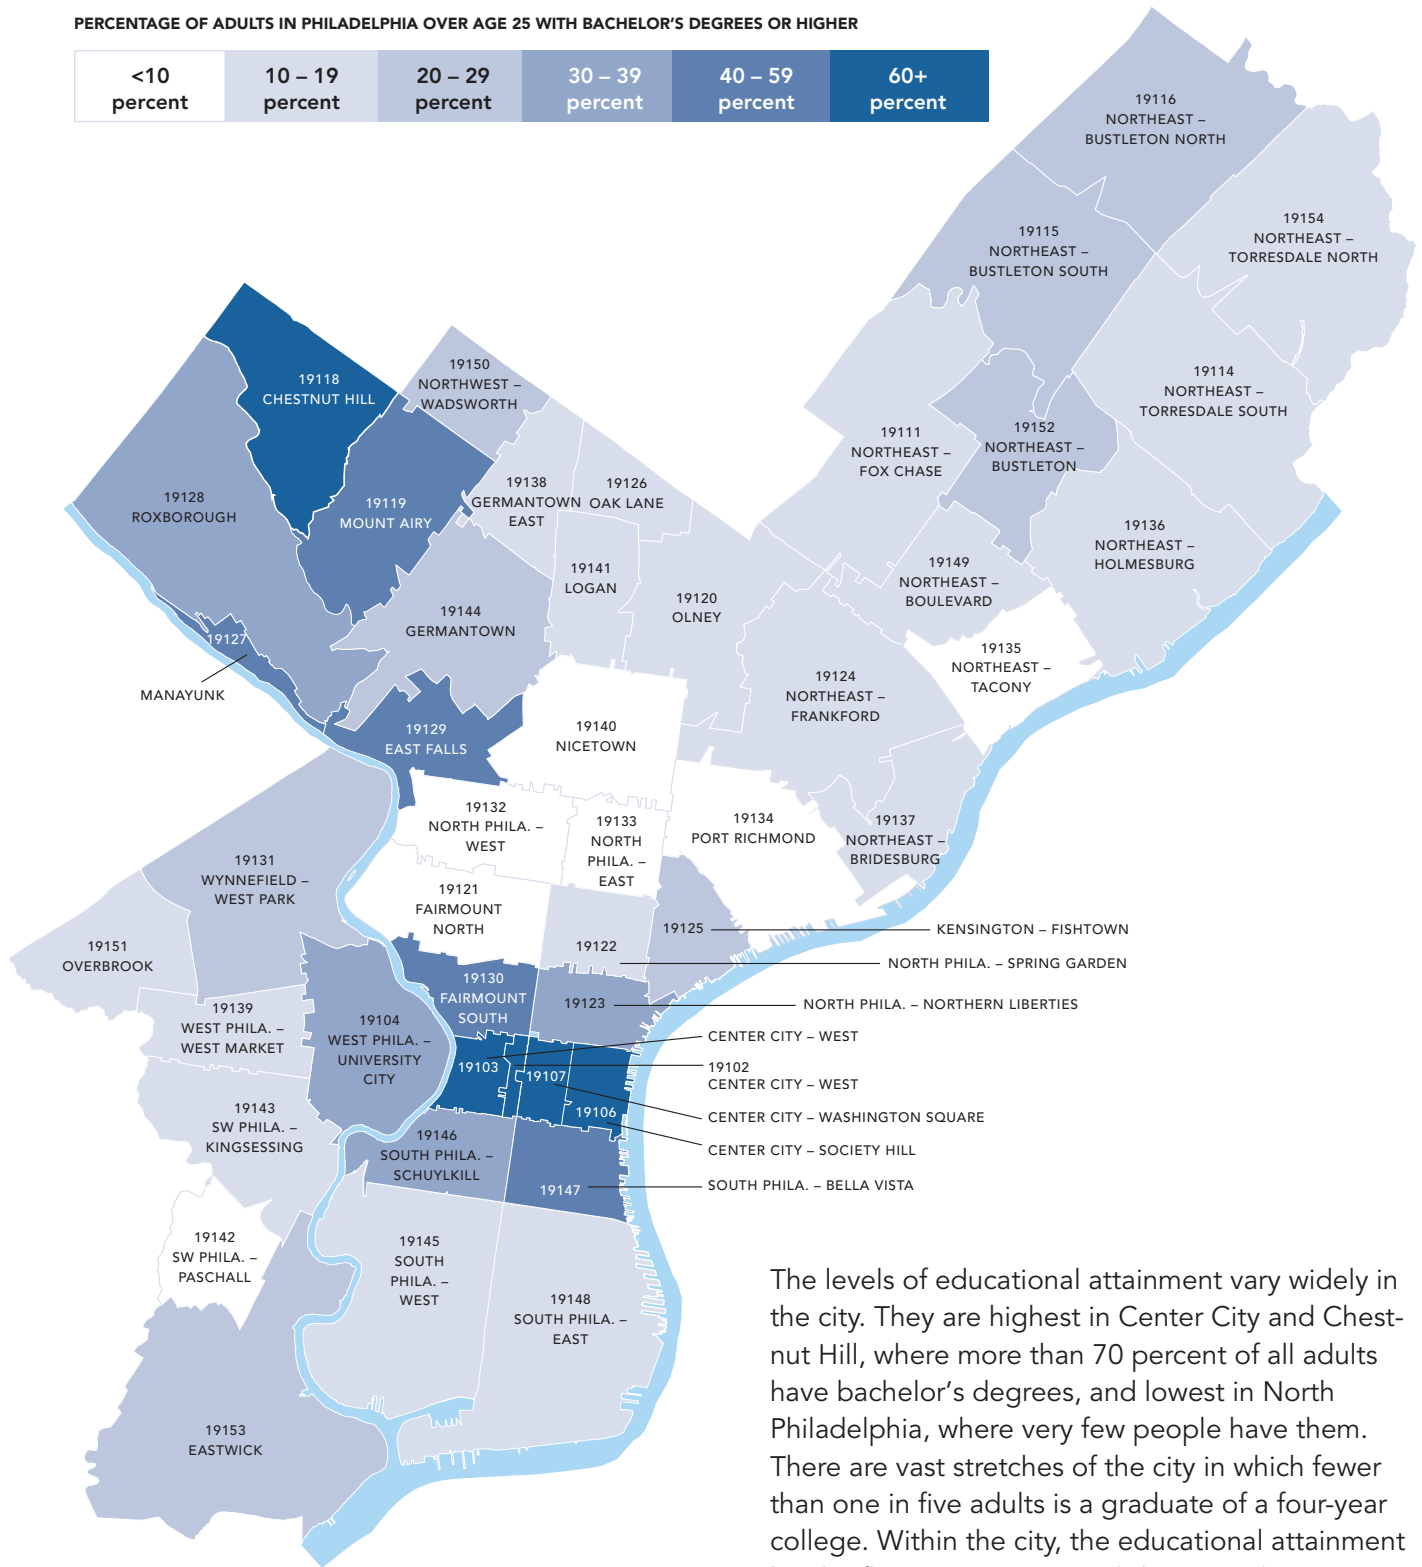 PERCENTAGE OF ADULTS IN PHILADELPHIA OVER AGE 25 WITH BACHELOR'S DEGREES OR HIGHER
<10 percent
10 – 19 percent
20 – 29 percent
30 – 39 percent
40 – 59 percent
60+ percent
19116
NORTHEAST –
BUSTLETON NORTH
19154
NORTHEAST –
TORRESDALE NORTH
19115
NORTHEAST –
BUSTLETON SOUTH
19118
CHESTNUT HILL
19150
NORTHWEST –
WADSWORTH
19114
NORTHEAST –
TORRESDALE SOUTH
19111
NORTHEAST –
FOX CHASE
19152
NORTHEAST –
BUSTLETON
19128
ROXBOROUGH
19119
MOUNT AIRY
19138
GERMANTOWN
EAST
19126
OAK LANE
19136
NORTHEAST –
HOLMESBURG
19149
NORTHEAST –
BOULEVARD
19141
LOGAN
19144
GERMANTOWN
19120
OLNEY
19127
MANAYUNK
19135
NORTHEAST –
TACONY
19124
NORTHEAST –
FRANKFORD
19129
EAST FALLS
19140
NICETOWN
19132
NORTH PHILA. –
WEST
19133
NORTH
PHILA. –
EAST
19134
PORT RICHMOND
19137
NORTHEAST –
BRIDESBURG
19131
WYNNEFIELD –
WEST PARK
19121
FAIRMOUNT
NORTH
19151
OVERBROOK
19122
NORTH PHILA. – SPRING GARDEN
19125
KENSINGTON – FISHTOWN
19130
FAIRMOUNT
SOUTH
19123
NORTH PHILA. – NORTHERN LIBERTIES
19139
WEST PHILA. –
WEST MARKET
19104
WEST PHILA. –
UNIVERSITY
CITY
19103
CENTER CITY – WEST
19102
CENTER CITY – WEST
19107
CENTER CITY – WASHINGTON SQUARE
19106
CENTER CITY – SOCIETY HILL
19143
SW PHILA. –
KINGSESSING
19146
SOUTH PHILA. –
SCHUYLKILL
19147
SOUTH PHILA. – BELLA VISTA
19142
SW PHILA. –
PASCHALL
19145
SOUTH
PHILA. –
WEST
19148
SOUTH PHILA. –
EAST
19153
EASTWICK
The levels of educational attainment vary widely in
the city. They are highest in Center City and Chest-
nut Hill, where more than 70 percent of all adults
have bachelor's degrees, and lowest in North
Philadelphia, where very few people have them.
There are vast stretches of the city in which fewer
than one in five adults is a graduate of a four-year
college. Within the city, the educational attainment